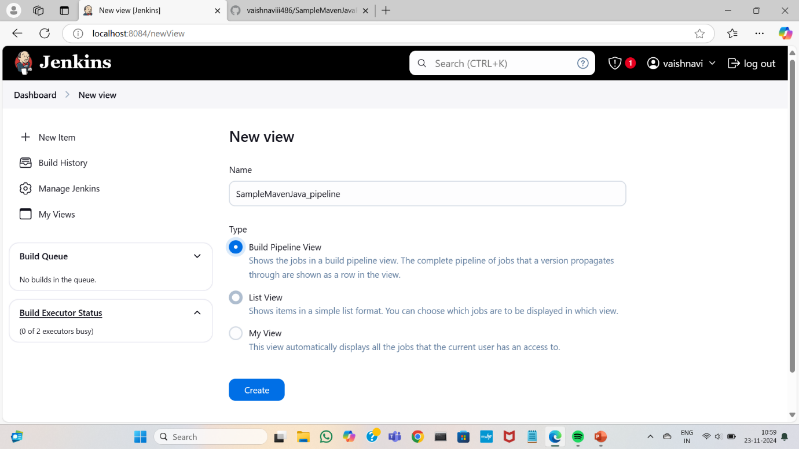 New view [Jenkins]
vaishnaviii486/SampleMavenJava
localhost:8084/newView
Jenkins
Search (CTRL+K)
1
vaishnavi
log out
Dashboard
New view
New Item
Build History
Manage Jenkins
My Views
Build Queue
No builds in the queue.
Build Executor Status
(0 of 2 executors busy)
New view
Name
SampleMavenJava_pipeline
Type
Build Pipeline View
Shows the jobs in a build pipeline view. The complete pipeline of jobs that a version propagates
through are shown as a row in the view.
List View
Shows items in a simple list format. You can choose which jobs are to be displayed in which view.
My View
This view automatically displays all the jobs that the current user has an access to.
Create
Search
ENG
IN
10:59
23-11-2024